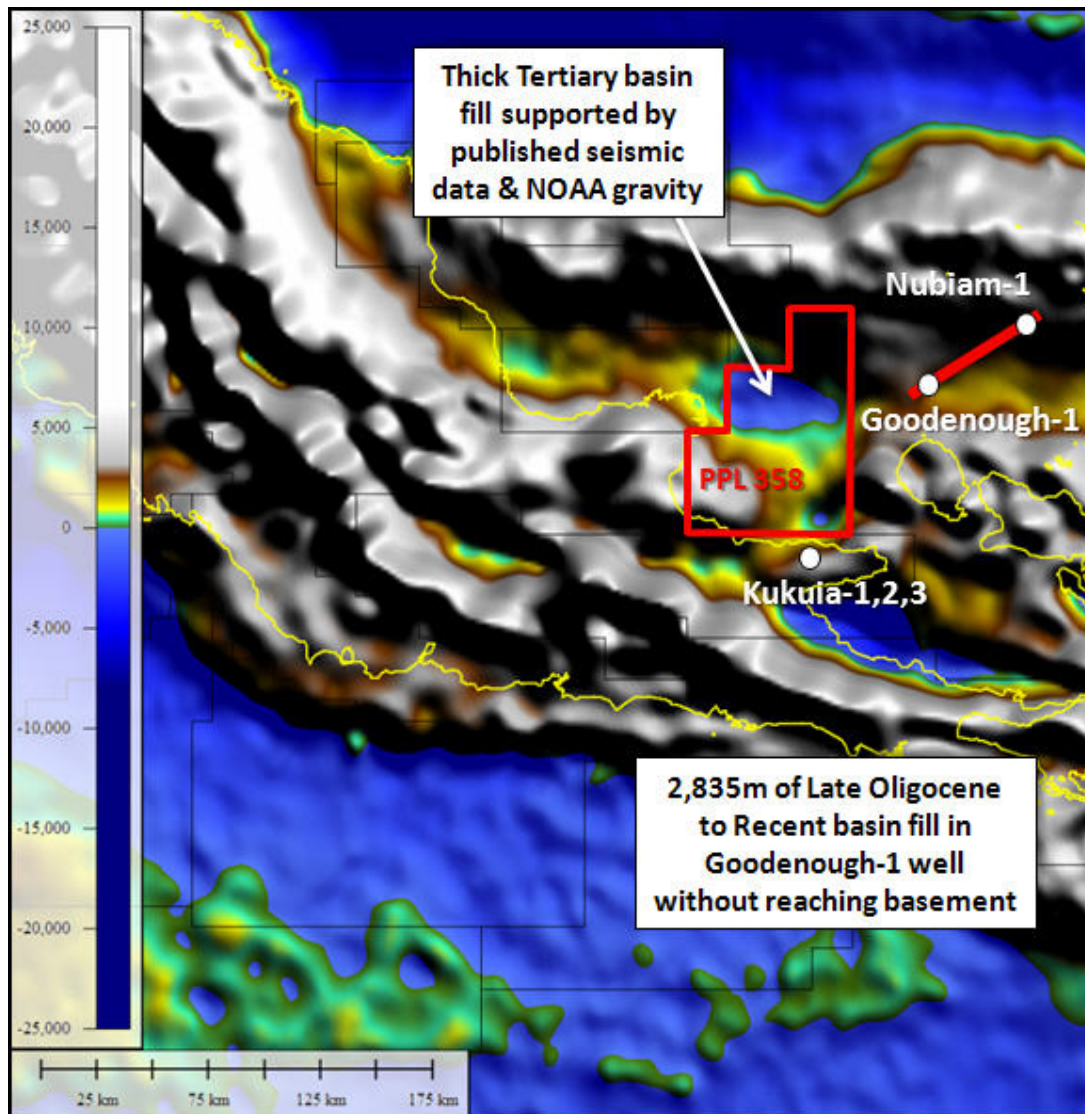 25,000
20,000
15,000
10,000
5,000
0
-5,000
-10,000
-15,000
-20,000
-25,000
Thick Tertiary basin
fill supported by
published seismic
data & NOAA gravity
Nubiam-1
Goodenough-1
PPL 358
Kukuia-1,2,3
2,835m of Late Oligocene
to Recent basin fill in
Goodenough-1 well
without reaching basement
25 km
75 km
125 km
175 km